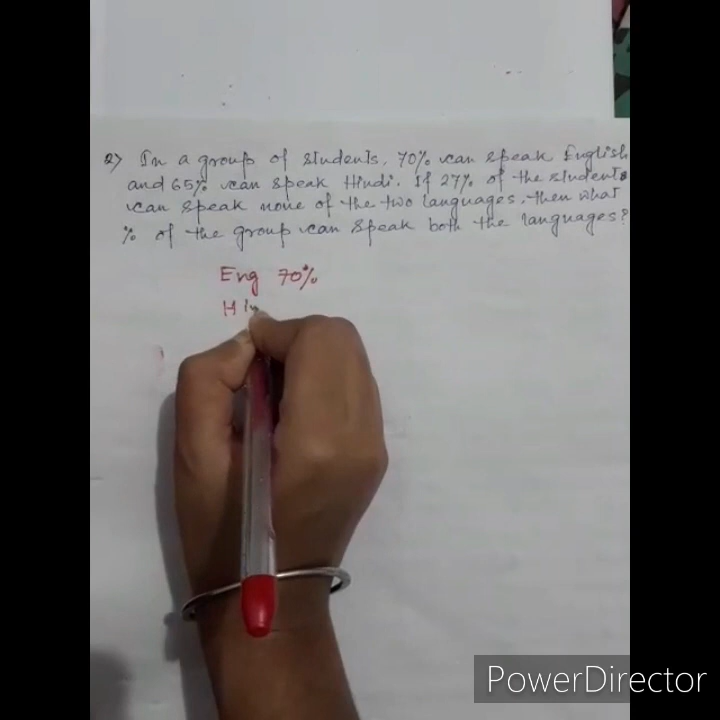 Q) In a group of students, 70% can speak English
and 65% can speak Hindi. If 27% of the students
can speak none of the two languages, then what
% of the group can speak both the languages?
Eng 70%
Hin
PowerDirector